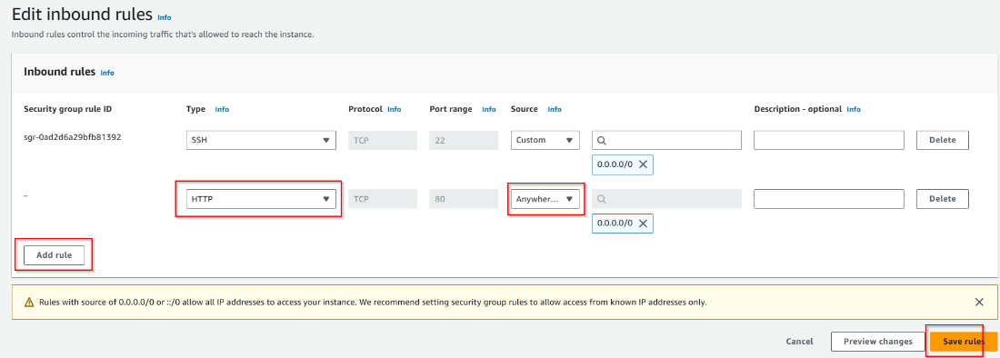 Edit inbound rules Info
Inbound rules control the incoming traffic that's allowed to reach the instance.
Inbound rules Info
Security group rule ID Type Info Protocol Info Port range Info Source Info Description - optional Info
sgr-0ad2d6a29bfb81392 SSH TCP 22 Custom Delete
0.0.0.0/0
– HTTP TCP 80 Anywher... Delete
0.0.0.0/0
Add rule
Rules with source of 0.0.0.0/0 or ::/0 allow all IP addresses to access your instance. We recommend setting security group rules to allow access from known IP addresses only.
Cancel Preview changes Save rules